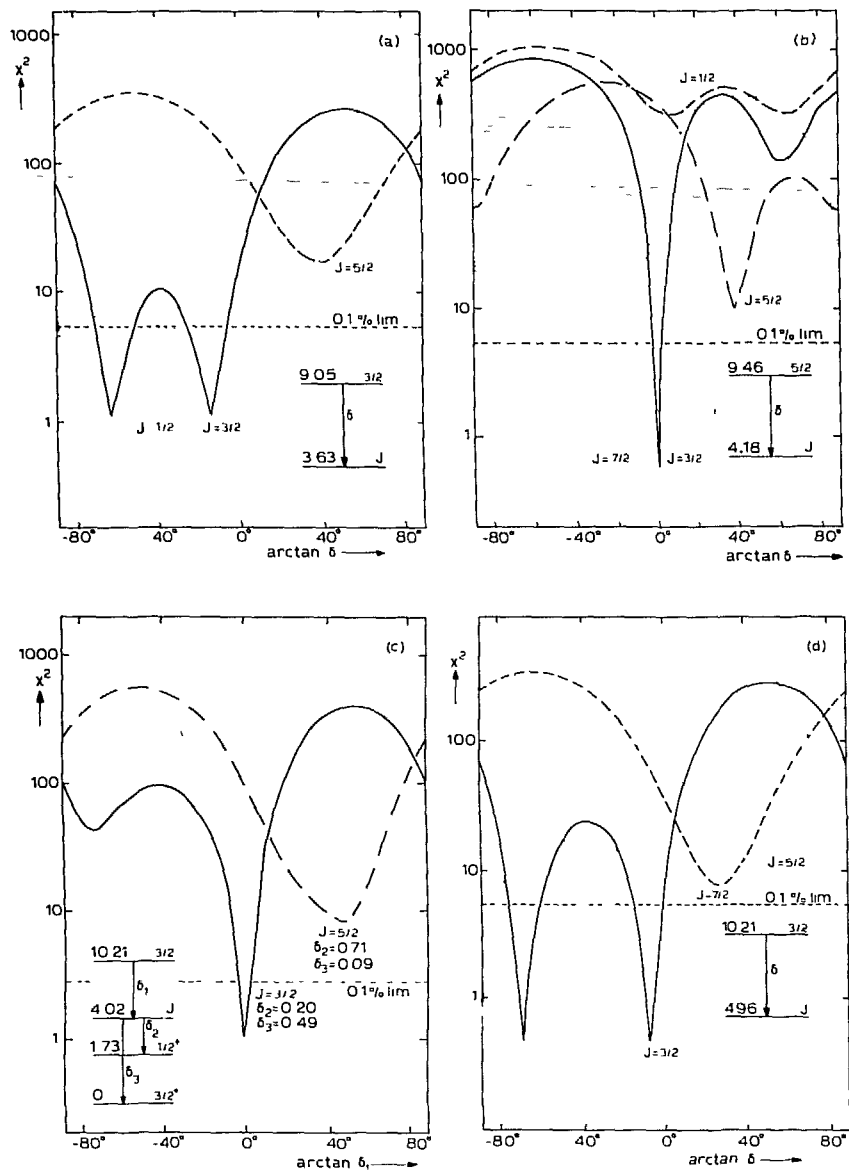 (a)
1000
χ²
100
10
1
J=5/2
0.1% lim
J 1/2
J=3/2
9.05 3/2
δ
3.63 J
-80° -40° 0° 40° 80°
arctan δ
(b)
1000
χ²
100
10
1
J=1/2
J=5/2
0.1% lim
J=7/2
J=3/2
9.46 5/2
δ
4.18 J
-80° -40° 0° 40° 80°
arctan δ
(c)
1000
χ²
100
10
1
J=5/2
δ₂=0.71
δ₃=0.09
0.1% lim
J=3/2
δ₂=0.20
δ₃=0.49
10.21 3/2
δ₁
4.02 J
δ₂
1.73 1/2⁺
δ₃
0 3/2⁺
-80° -40° 0° 40° 80°
arctan δ₁
(d)
χ²
100
10
1
J=5/2
J-7/2
0.1% lim
J=3/2
10.21 3/2
δ
4.96 J
-80° -40° 0° 40° 80°
arctan δ